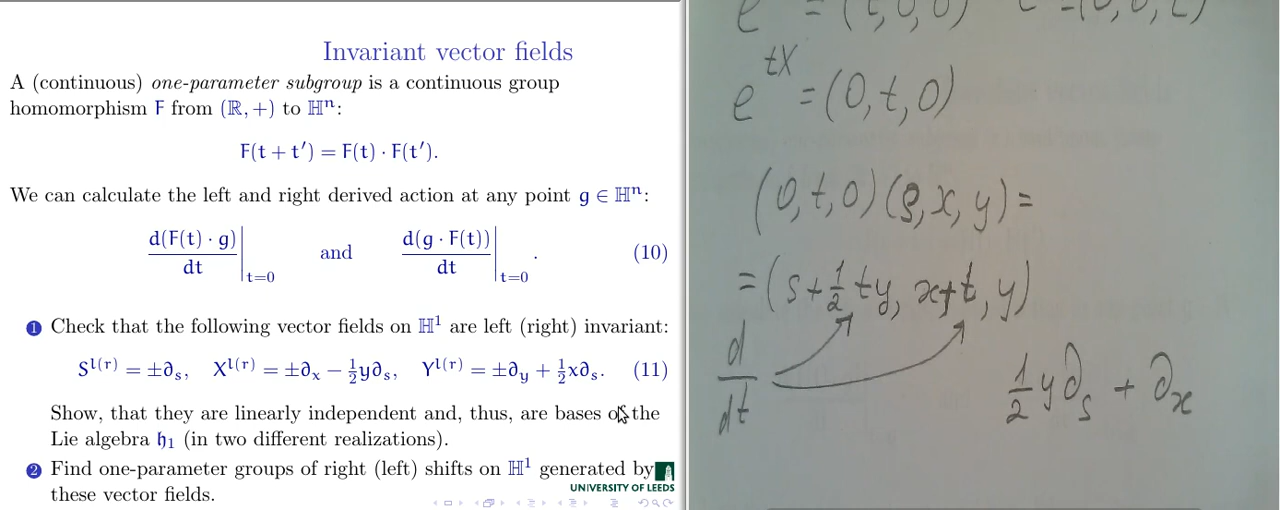 Invariant vector fields
A (continuous) one-parameter subgroup is a continuous group
homomorphism F from (ℝ, +) to ℍⁿ:
F(t + t′) = F(t) · F(t′).
We can calculate the left and right derived action at any point g ∈ ℍⁿ:
d(F(t) · g)/dt |t=0 and d(g · F(t))/dt |t=0 . (10)
1 Check that the following vector fields on ℍ¹ are left (right) invariant:
Sˡ⁽ʳ⁾ = ±∂ₛ, Xˡ⁽ʳ⁾ = ±∂ₓ − ½y∂ₛ, Yˡ⁽ʳ⁾ = ±∂y + ½x∂ₛ. (11)
Show, that they are linearly independent and, thus, are bases of the
Lie algebra 𝔥₁ (in two different realizations).
2 Find one-parameter groups of right (left) shifts on ℍ¹ generated by
these vector fields.
UNIVERSITY OF LEEDS
e^tX = (0, t, 0)
(0, t, 0)(s, x, y) =
= (s + ½ty, x + t, y)
d/dt
½y∂ₛ + ∂ₓ